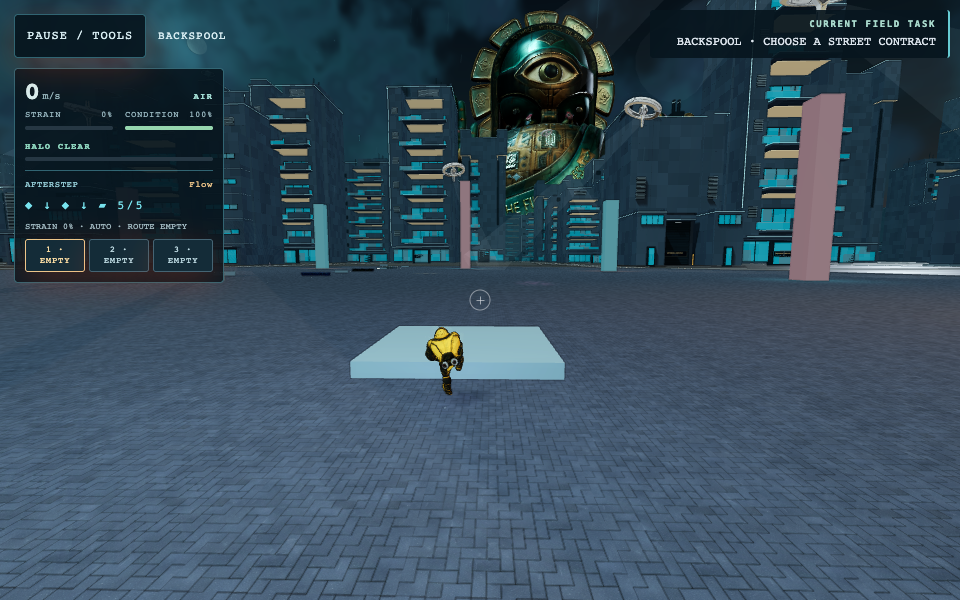 PAUSE / TOOLS
BACKSPOOL
CURRENT FIELD TASK
BACKSPOOL · CHOOSE A STREET CONTRACT
0 m/s
AIR
STRAIN 0%
CONDITION 100%
HALO CLEAR
AFTERSTEP
Flow
5/5
STRAIN 0% · AUTO · ROUTE EMPTY
1 · EMPTY
2 · EMPTY
3 · EMPTY